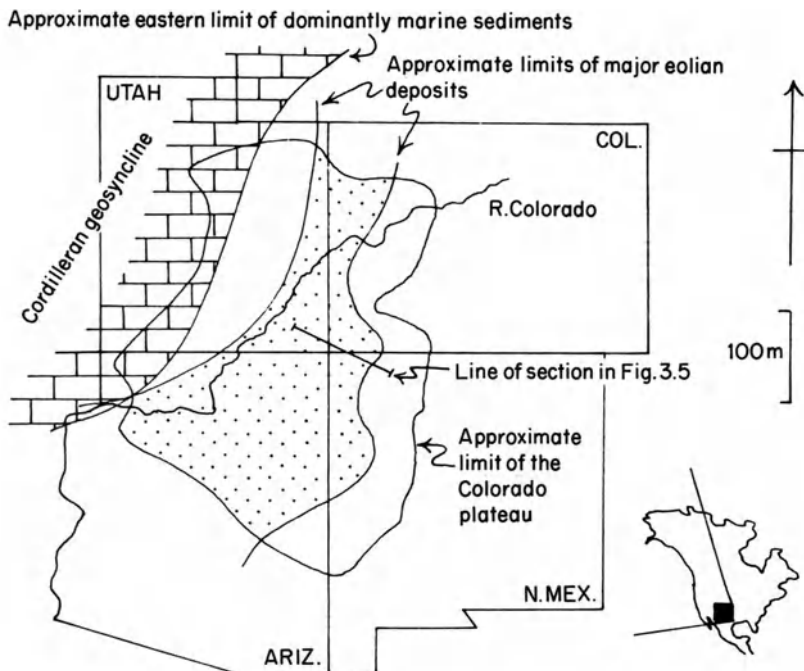 Approximate eastern limit of dominantly marine sediments
Approximate limits of major eolian
deposits
UTAH
COL.
R.Colorado
Cordilleran geosyncline
100m
Line of section in Fig.3.5
Approximate
limit of the
Colorado
plateau
N.MEX.
ARIZ.